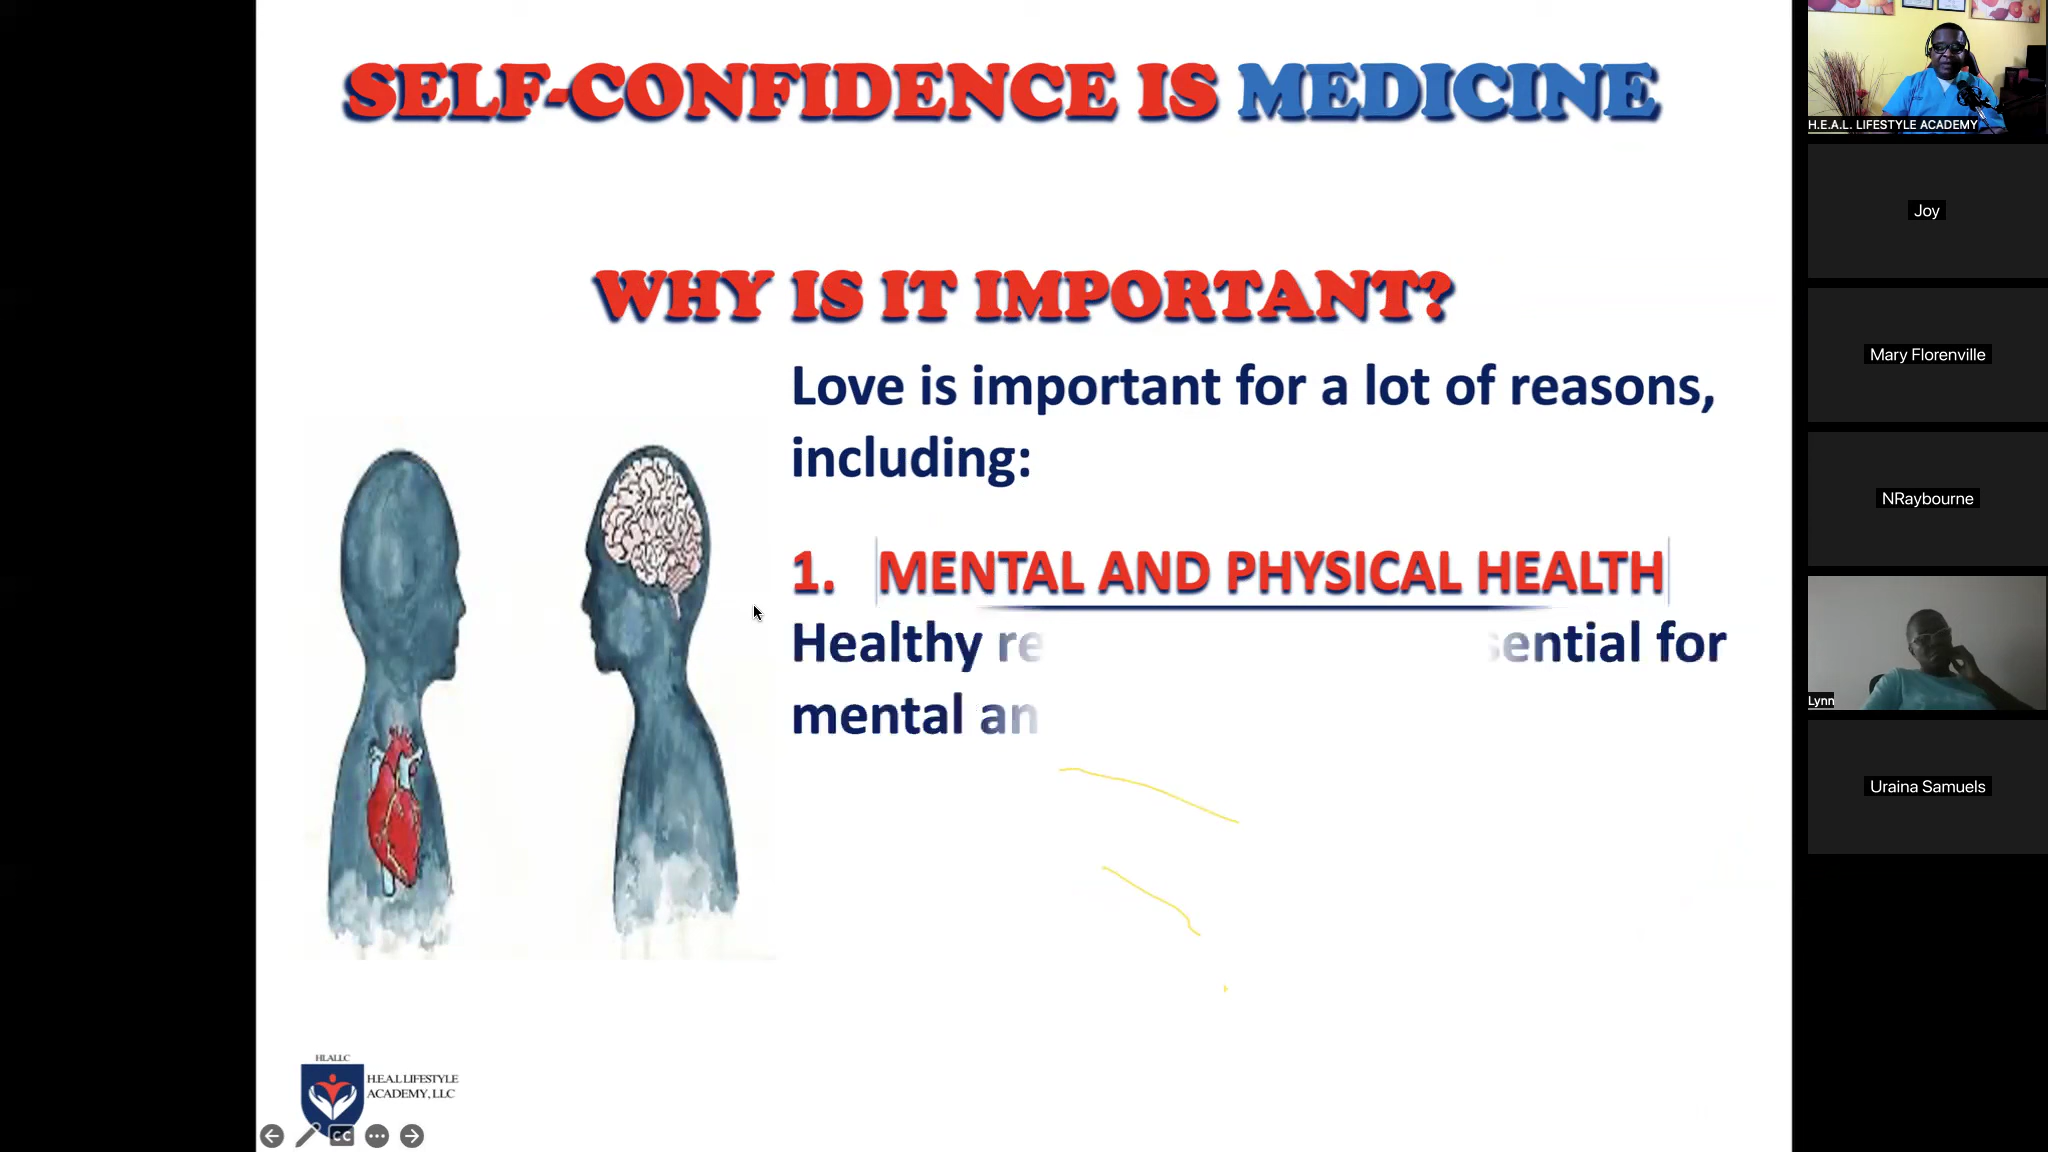 SELF-CONFIDENCE IS MEDICINE
WHY IS IT IMPORTANT?
Love is important for a lot of reasons,
including:
1. MENTAL AND PHYSICAL HEALTH
Healthy re sential for
mental an
HLALLC
H.E.A.L LIFESTYLE
ACADEMY, LLC
CC
H.E.A.L. LIFESTYLE ACADEMY
Joy
Mary Florenville
NRaybourne
Lynn
Uraina Samuels